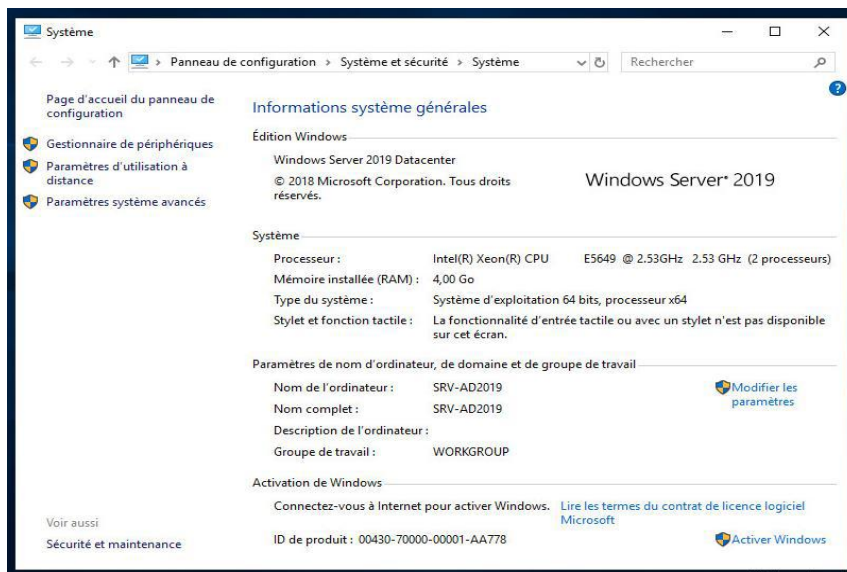 Système
Panneau de configuration > Système et sécurité > Système
Rechercher
Page d'accueil du panneau de
configuration
Gestionnaire de périphériques
Paramètres d'utilisation à
distance
Paramètres système avancés
Voir aussi
Sécurité et maintenance
Informations système générales
Édition Windows
Windows Server 2019 Datacenter
© 2018 Microsoft Corporation. Tous droits
réservés.
Windows Server® 2019
Système
Processeur : Intel(R) Xeon(R) CPU E5649 @ 2.53GHz 2.53 GHz (2 processeurs)
Mémoire installée (RAM) : 4,00 Go
Type du système : Système d'exploitation 64 bits, processeur x64
Stylet et fonction tactile : La fonctionnalité d'entrée tactile ou avec un stylet n'est pas disponible
sur cet écran.
Paramètres de nom d'ordinateur, de domaine et de groupe de travail
Nom de l'ordinateur : SRV-AD2019
Modifier les
paramètres
Nom complet : SRV-AD2019
Description de l'ordinateur :
Groupe de travail : WORKGROUP
Activation de Windows
Connectez-vous à Internet pour activer Windows. Lire les termes du contrat de licence logiciel
Microsoft
ID de produit : 00430-70000-00001-AA778
Activer Windows